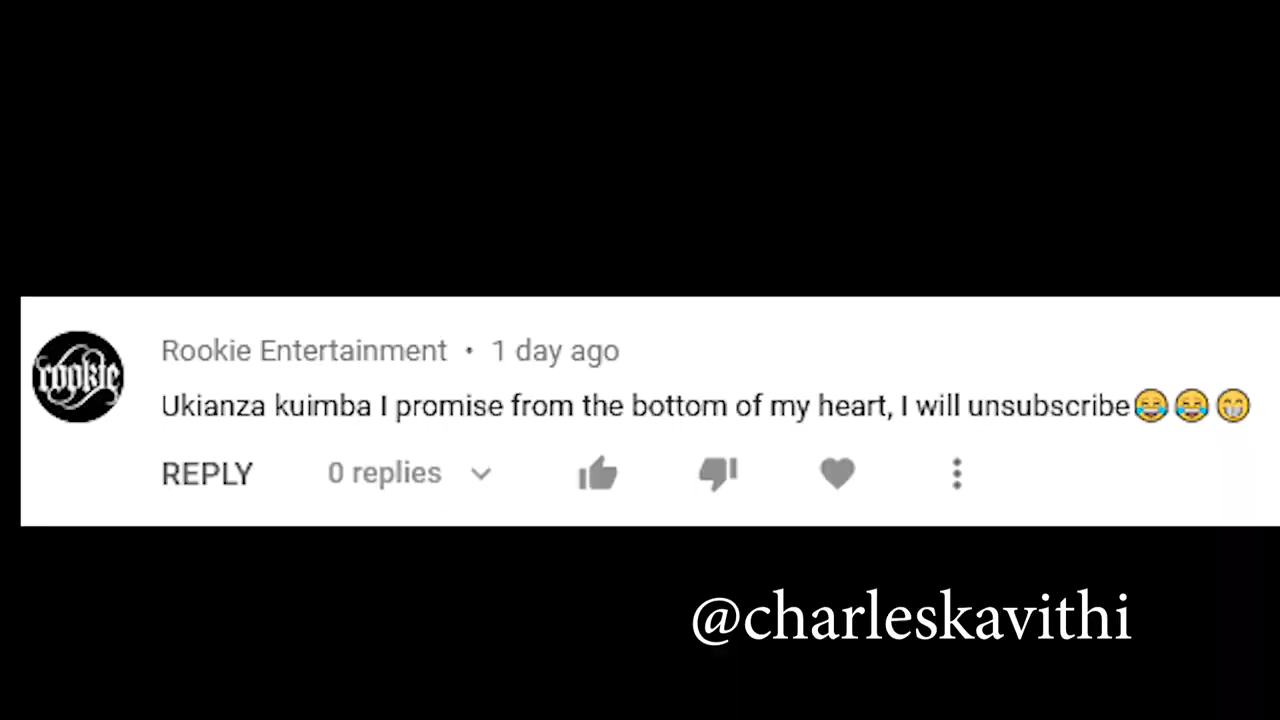 rookie
Rookie Entertainment • 1 day ago
Ukianza kuimba I promise from the bottom of my heart, I will unsubscribe😂😂😁
REPLY 0 replies
@charleskavithi